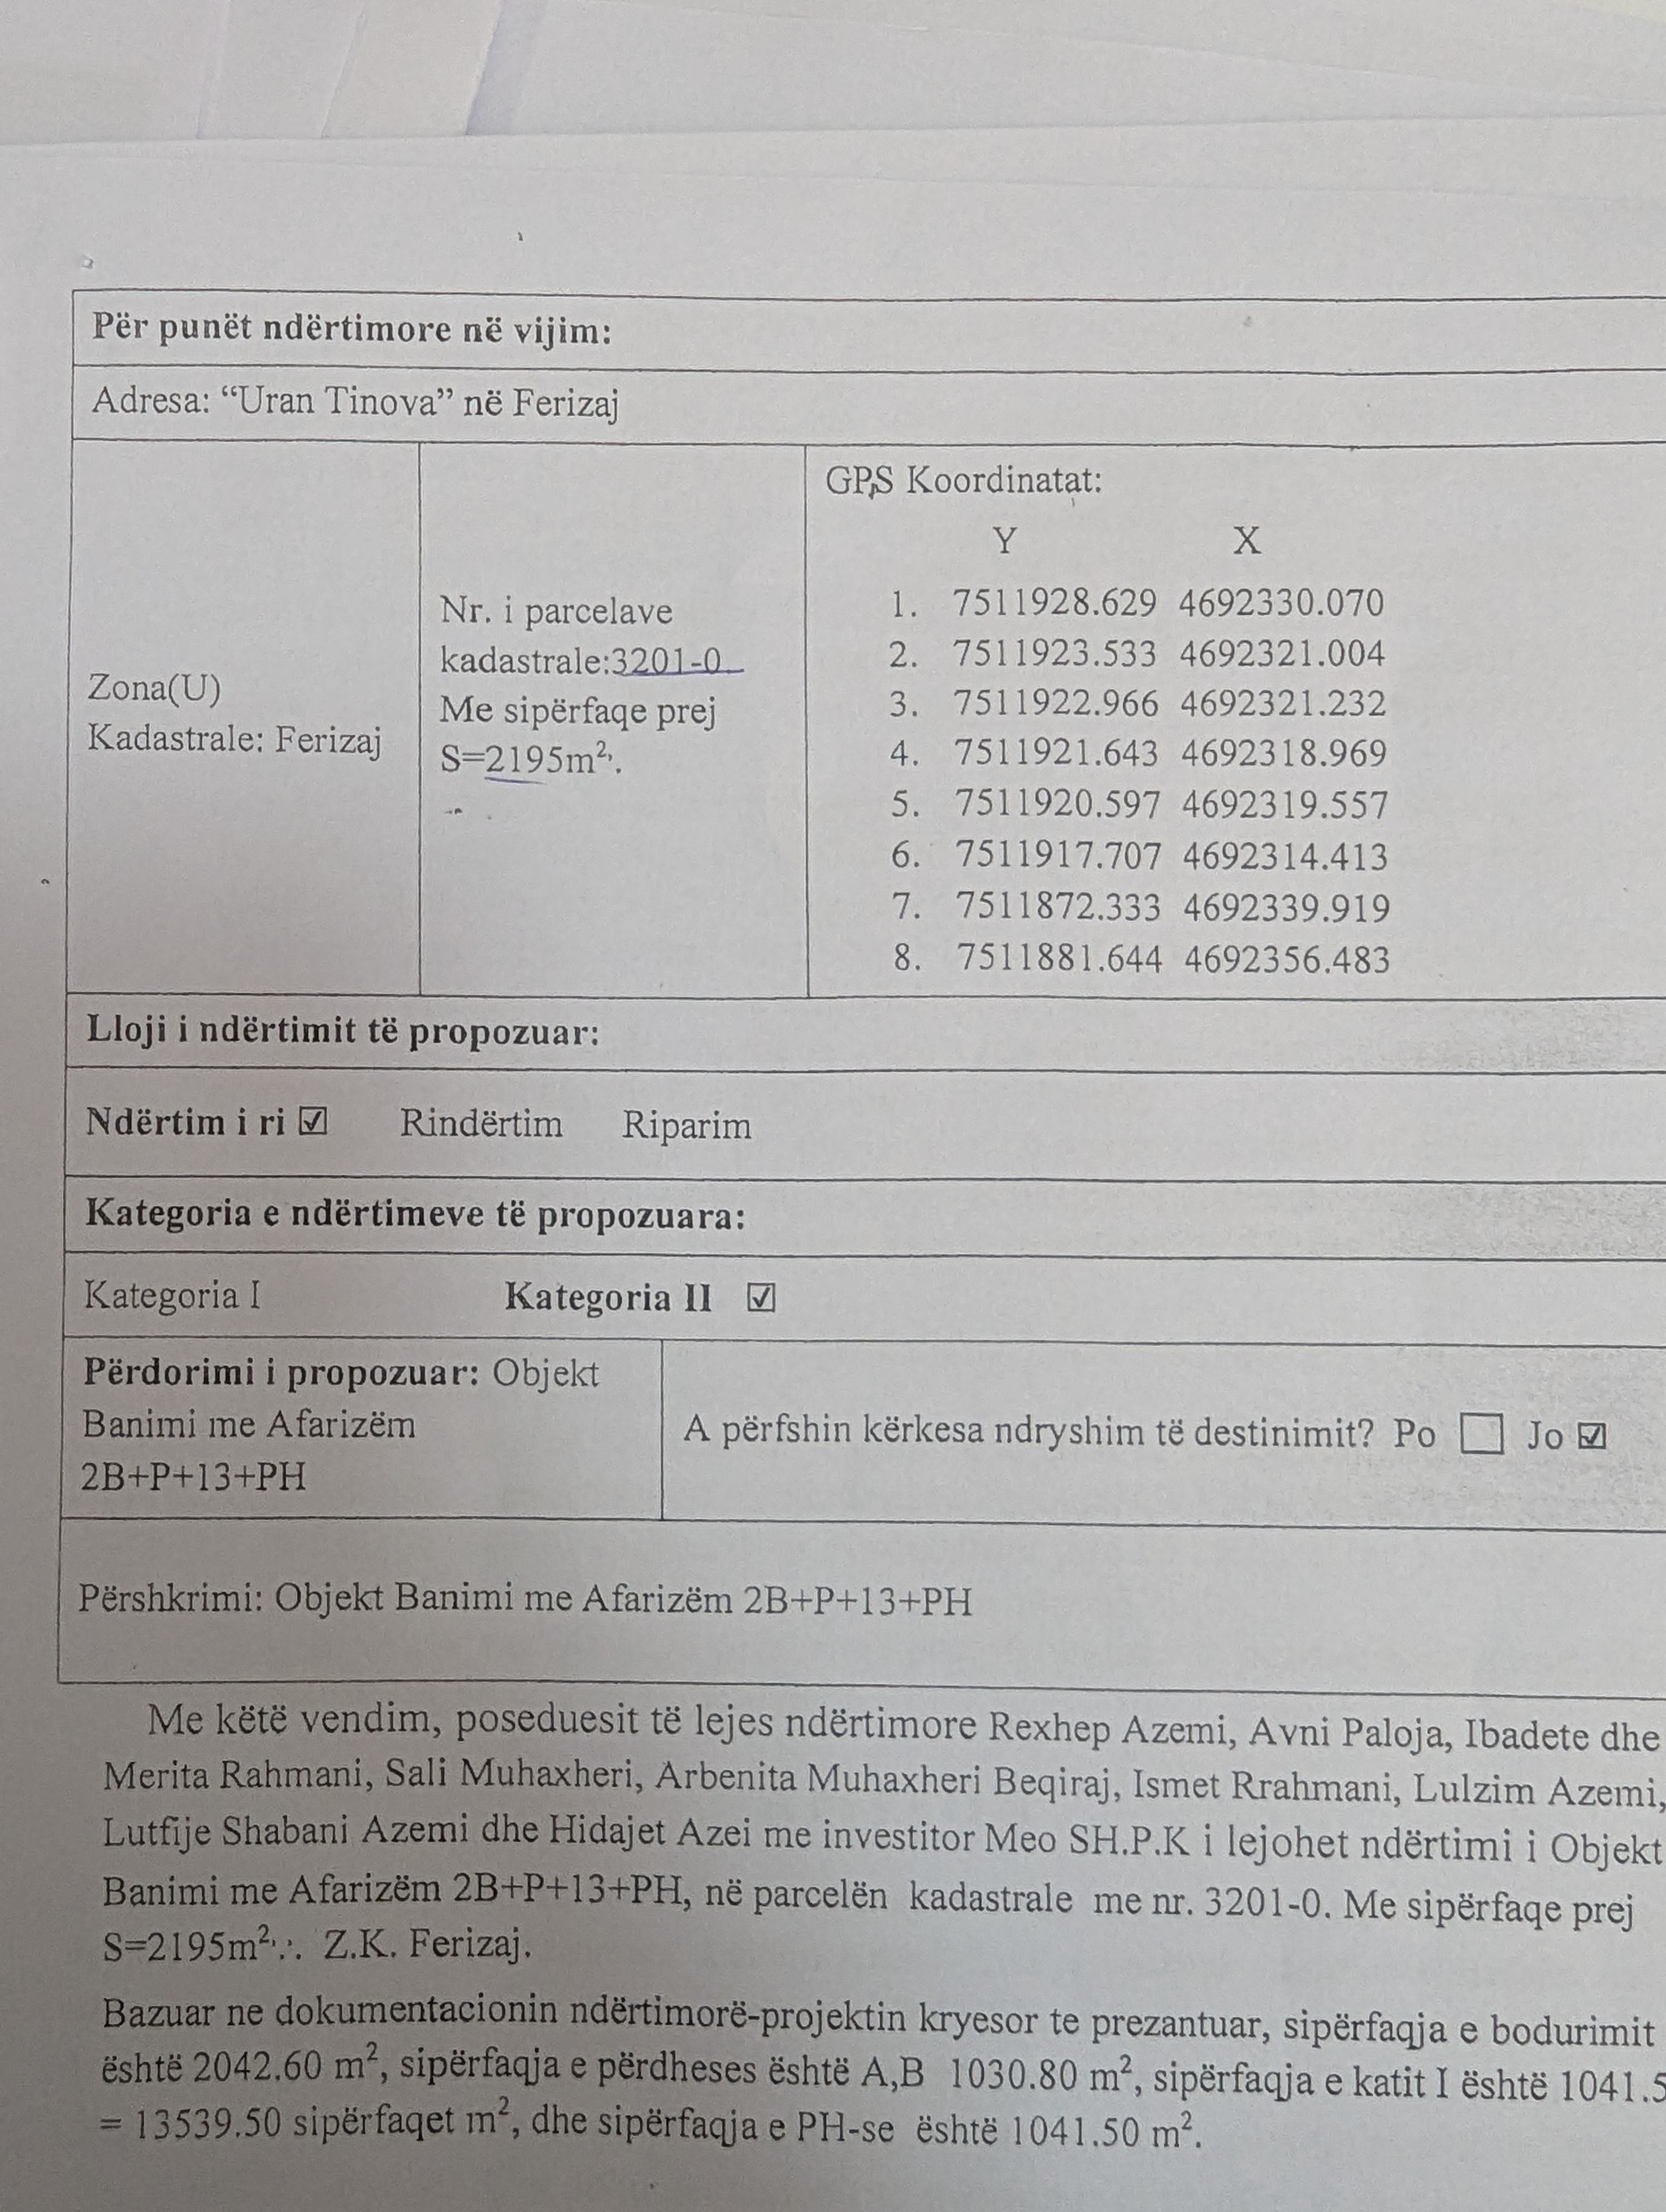 Për punët ndërtimore në vijim:
Adresa: “Uran Tinova” në Ferizaj
Zona(U)
Kadastrale: Ferizaj
Nr. i parcelave
kadastrale:3201-0
Me sipërfaqe prej
S=2195m².
GPS Koordinatat:
Y X
1. 7511928.629 4692330.070
2. 7511923.533 4692321.004
3. 7511922.966 4692321.232
4. 7511921.643 4692318.969
5. 7511920.597 4692319.557
6. 7511917.707 4692314.413
7. 7511872.333 4692339.919
8. 7511881.644 4692356.483
Lloji i ndërtimit të propozuar:
Ndërtim i ri ☑ Rindërtim Riparim
Kategoria e ndërtimeve të propozuara:
Kategoria I Kategoria II ☑
Përdorimi i propozuar: Objekt
Banimi me Afarizëm
2B+P+13+PH
A përfshin kërkesa ndryshim të destinimit? Po ☐ Jo ☑
Përshkrimi: Objekt Banimi me Afarizëm 2B+P+13+PH
Me këtë vendim, poseduesit të lejes ndërtimore Rexhep Azemi, Avni Paloja, Ibadete dhe
Merita Rahmani, Sali Muhaxheri, Arbenita Muhaxheri Beqiraj, Ismet Rrahmani, Lulzim Azemi,
Lutfije Shabani Azemi dhe Hidajet Azei me investitor Meo SH.P.K i lejohet ndërtimi i Objekt
Banimi me Afarizëm 2B+P+13+PH, në parcelën kadastrale me nr. 3201-0. Me sipërfaqe prej
S=2195m². Z.K. Ferizaj.
Bazuar ne dokumentacionin ndërtimorë-projektin kryesor te prezantuar, sipërfaqja e bodurimit
është 2042.60 m², sipërfaqja e përdheses është A,B 1030.80 m², sipërfaqja e katit I është 1041.5
= 13539.50 sipërfaqet m², dhe sipërfaqja e PH-se është 1041.50 m².